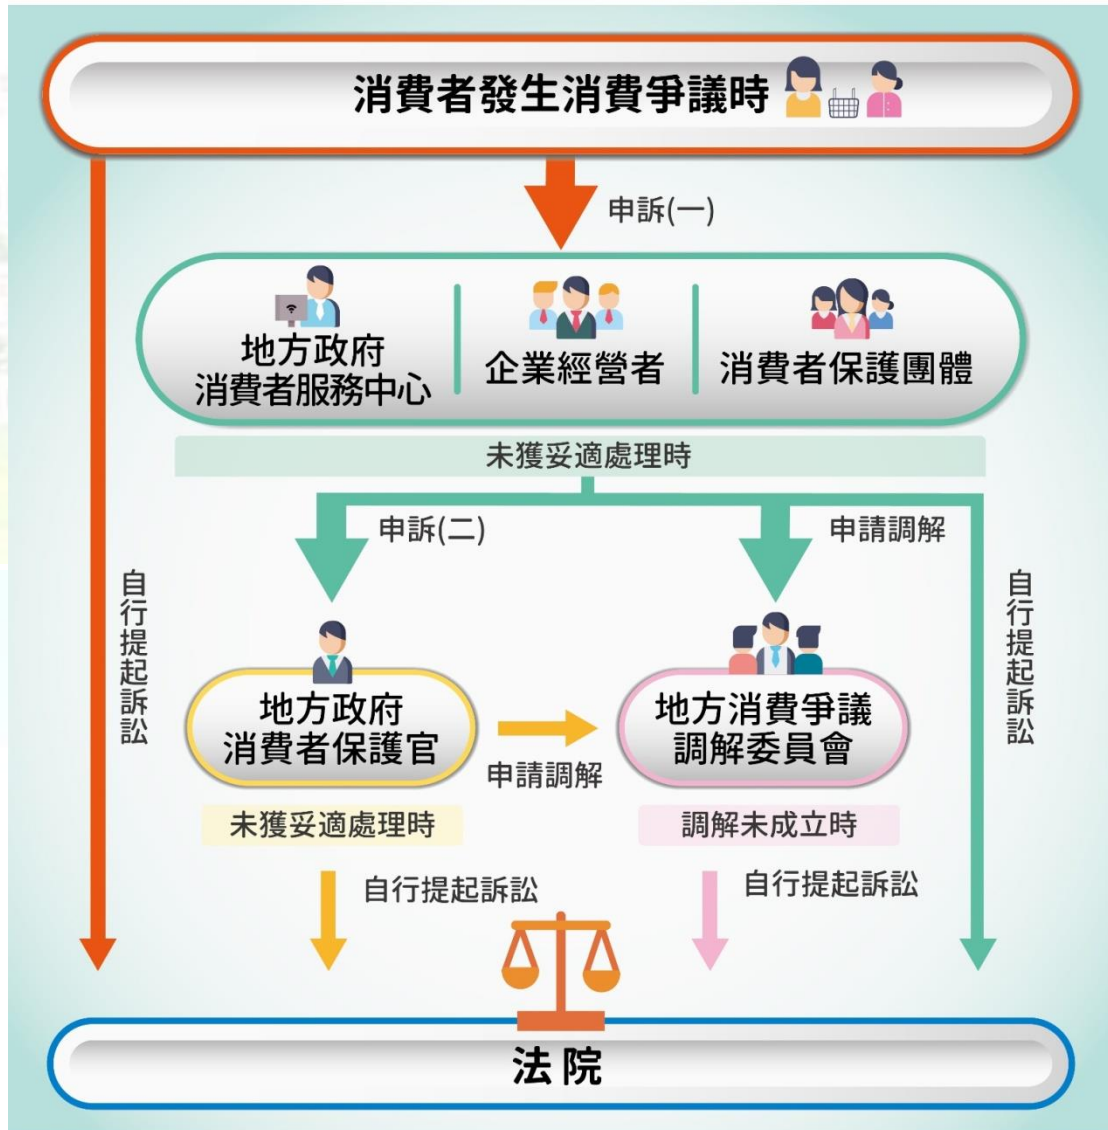 消費者發生消費爭議時
申訴(一)
地方政府
消費者服務中心
企業經營者
消費者保護團體
未獲妥適處理時
申訴(二)
申請調解
自行提起訴訟
自行提起訴訟
地方政府
消費者保護官
申請調解
地方消費爭議
調解委員會
未獲妥適處理時
調解未成立時
自行提起訴訟
自行提起訴訟
法院